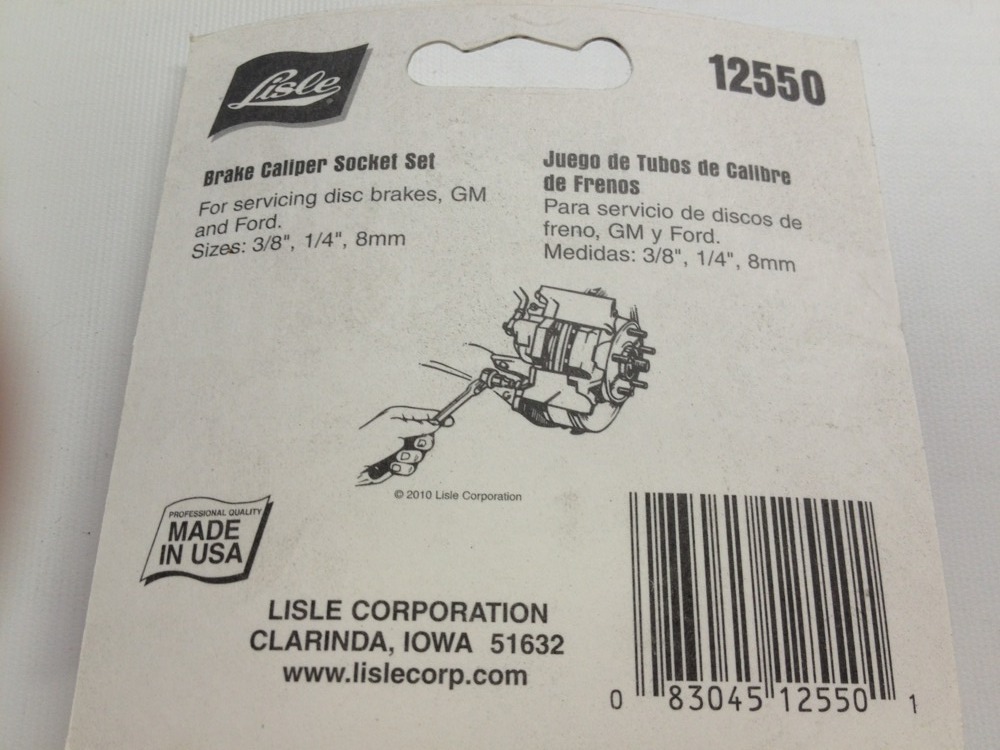 Lisle®
12550
Brake Caliper Socket Set
For servicing disc brakes, GM
and Ford.
Sizes: 3/8", 1/4", 8mm
Juego de Tubos de Calibre
de Frenos
Para servicio de discos de
freno, GM y Ford.
Medidas: 3/8", 1/4", 8mm
© 2010 Lisle Corporation
PROFESSIONAL QUALITY
MADE
IN USA
LISLE CORPORATION
CLARINDA, IOWA 51632
www.lislecorp.com
0 83045 12550 1